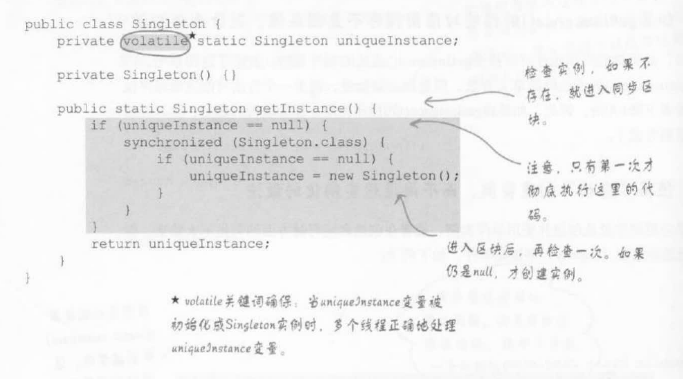 public class Singleton {
private volatile★static Singleton uniqueInstance;
private Singleton() {}
public static Singleton getInstance() {
if (uniqueInstance == null) {
synchronized (Singleton.class) {
if (uniqueInstance == null) {
uniqueInstance = new Singleton();
}
}
}
return uniqueInstance;
}
}
检查实例，如果不
存在，就进入同步区
块。
注意，只有第一次才
彻底执行这里的代
码。
进入区块后，再检查一次。如果
仍是null，才创建实例。
★ volatile关键词确保：当uniqueInstance变量被
初始化成Singleton实例时，多个线程正确地处理
uniqueInstance变量。